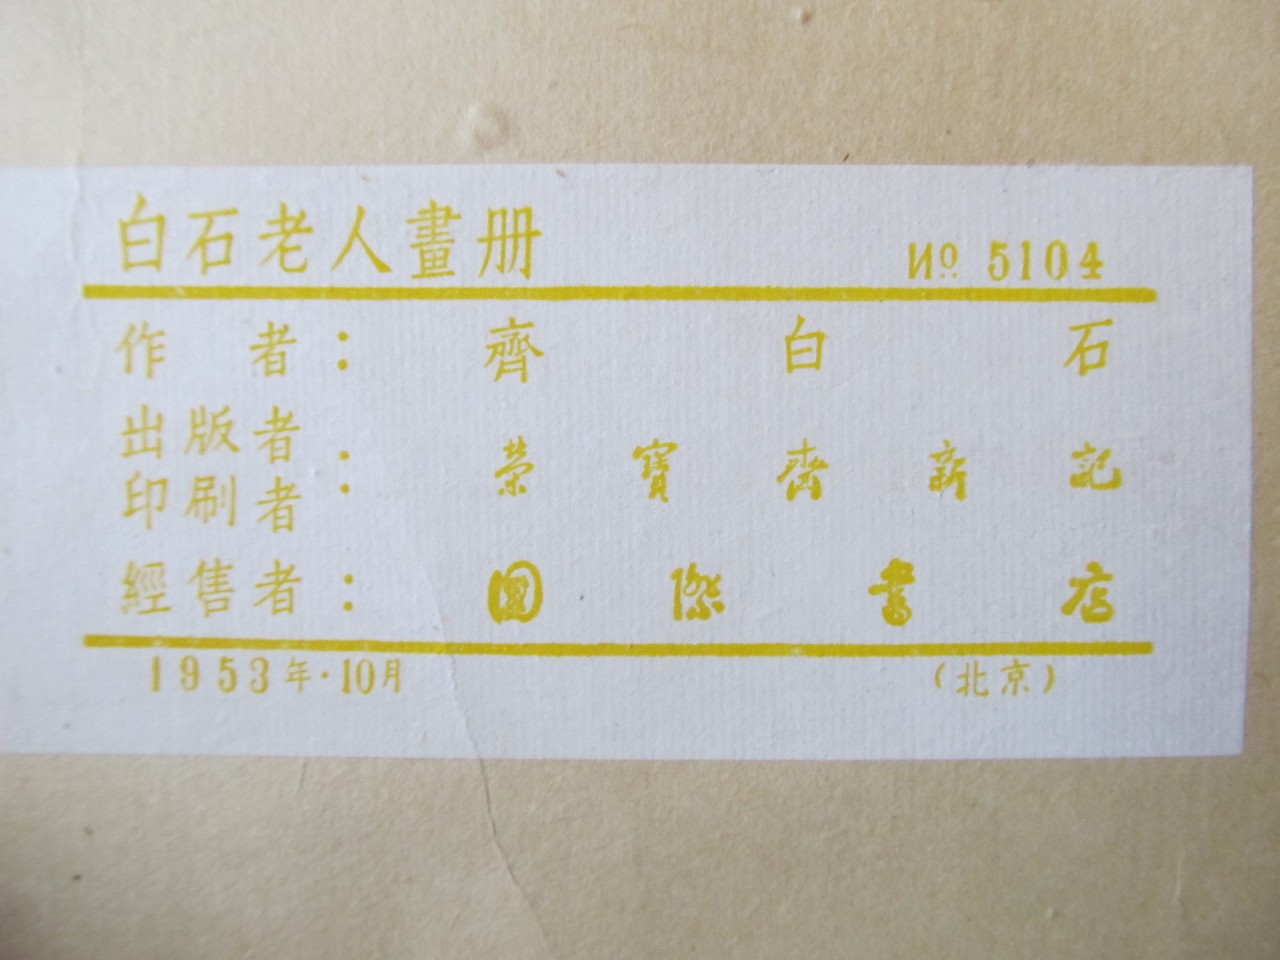 白石老人畫册 No 5104
作者：齊白石
出版者
印刷者：榮寶齋新記
經售者：國際書店
1953年·10月 (北京)